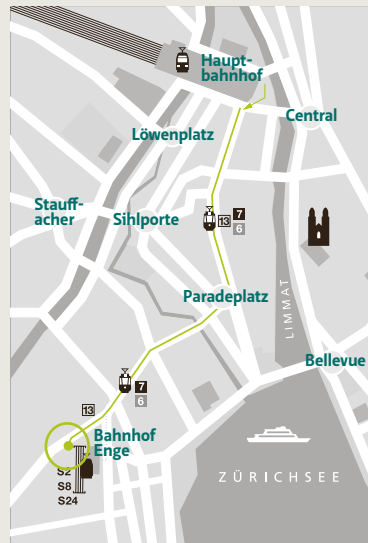 Haupt-
bahnhof
Central
Löwenplatz
Stauff-
acher
Sihlporte
13 7
6
Paradeplatz
LIMMAT
Bellevue
7
6
13
Bahnhof
Enge
S2
S8
S24
ZÜRICHSEE